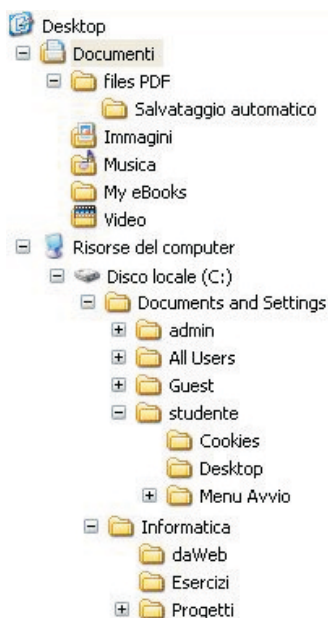 Desktop
Documenti
files PDF
Salvataggio automatico
Immagini
Musica
My eBooks
Video
Risorse del computer
Disco locale (C:)
Documents and Settings
admin
All Users
Guest
studente
Cookies
Desktop
Menu Avvio
Informatica
daWeb
Esercizi
Progetti